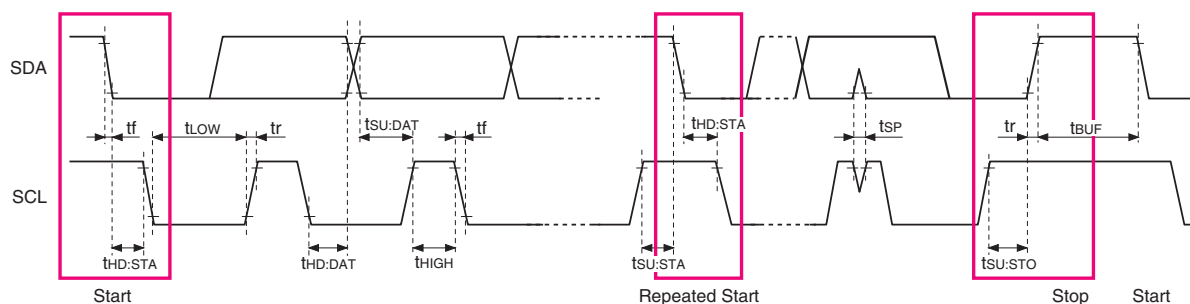 SDA
tf tLOW tr tSU:DAT tf tHD:STA tSP tr tBUF
SCL
tHD:STA tHD:DAT tHIGH tSU:STA tSU:STO
Start Repeated Start Stop Start